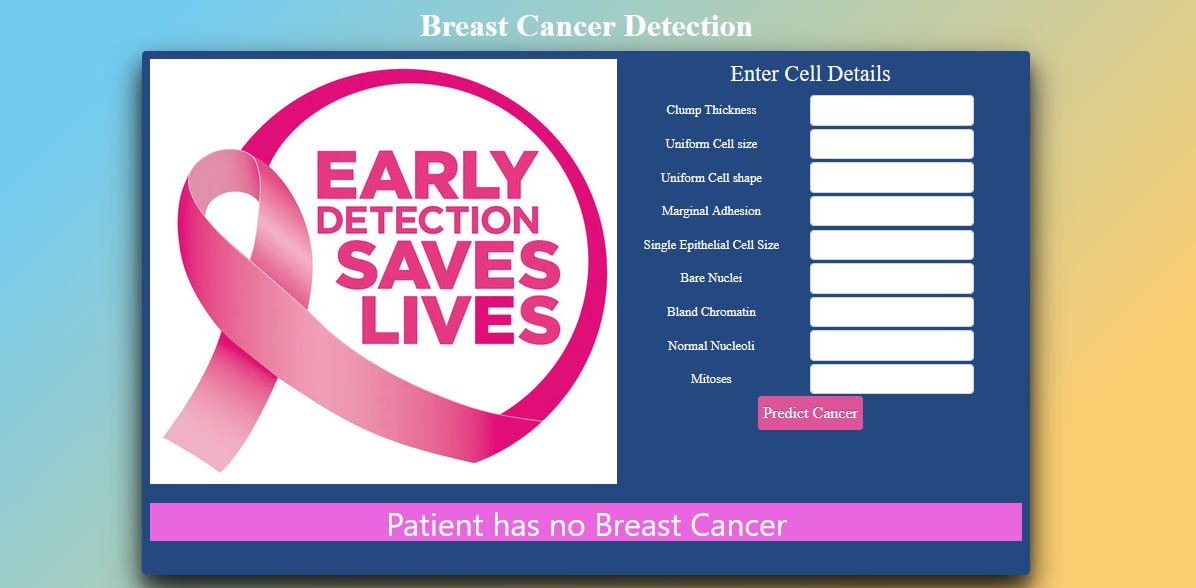 Breast Cancer Detection
EARLY
DETECTION
SAVES
LIVES
Enter Cell Details
Clump Thickness
Uniform Cell size
Uniform Cell shape
Marginal Adhesion
Single Epithelial Cell Size
Bare Nuclei
Bland Chromatin
Normal Nucleoli
Mitoses
Predict Cancer
Patient has no Breast Cancer